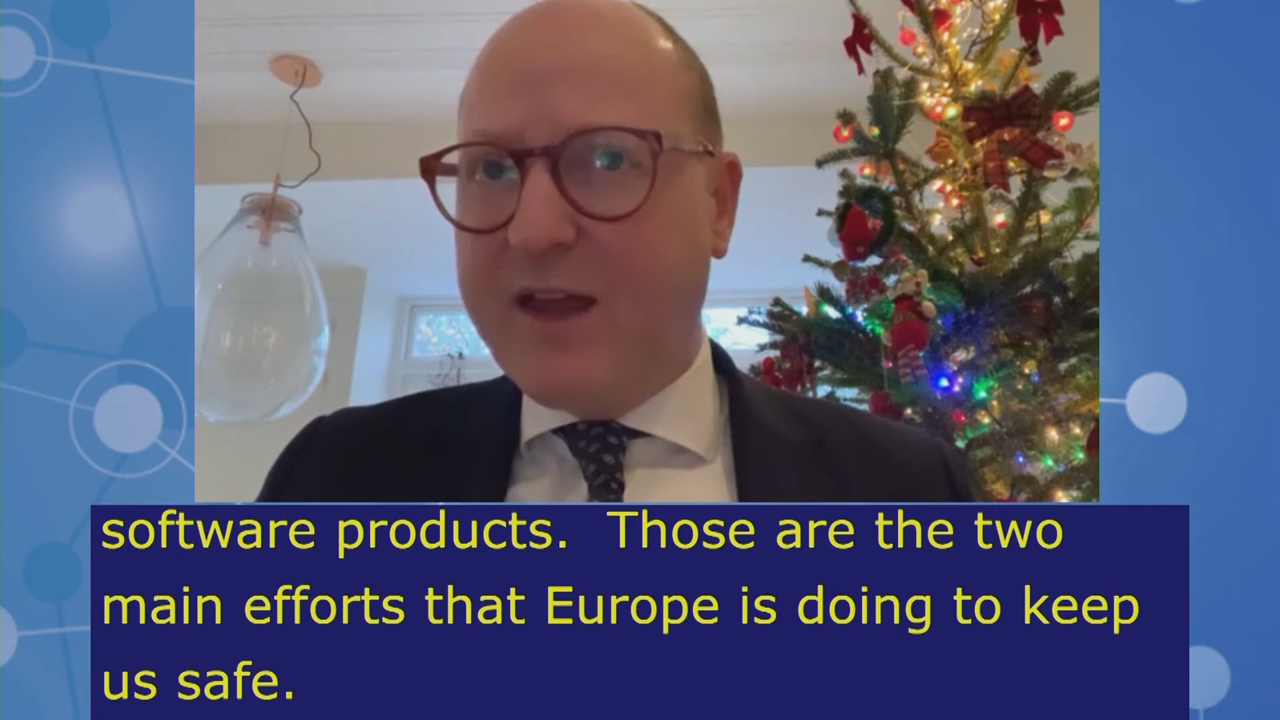 software products.  Those are the two
main efforts that Europe is doing to keep
us safe.